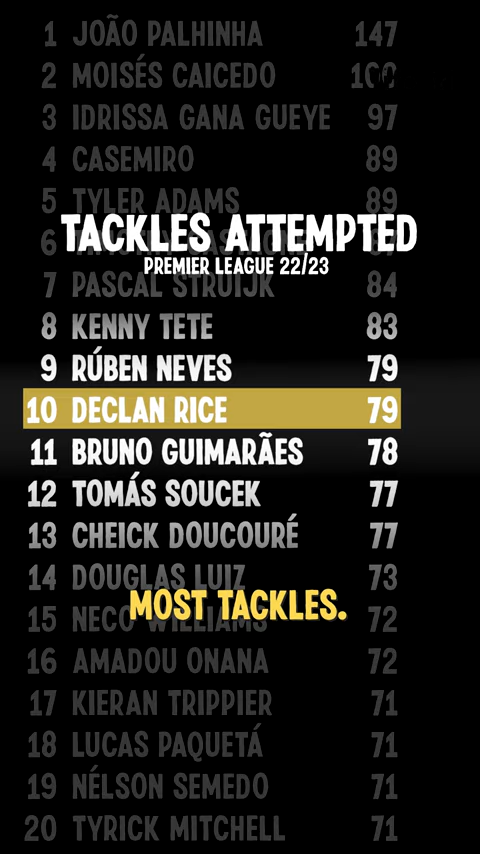 1 JOÃO PALHINHA 147
2 MOISÉS CAICEDO
3 IDRISSA GANA GUEYE 97
4 CASEMIRO 89
5 TYLER ADAMS 89
TACKLES ATTEMPTED
6
PREMIER LEAGUE 22/23
7 PASCAL STRUIJK 84
8 KENNY TETE 83
9 RÚBEN NEVES 79
10 DECLAN RICE 79
11 BRUNO GUIMARÃES 78
12 TOMÁS SOUCEK 77
13 CHEICK DOUCOURÉ 77
14 DOUGLAS LUIZ 73
MOST TACKLES.
15 NECO WILLIAMS 72
16 AMADOU ONANA 72
17 KIERAN TRIPPIER 71
18 LUCAS PAQUETÁ 71
19 NÉLSON SEMEDO 71
20 TYRICK MITCHELL 71